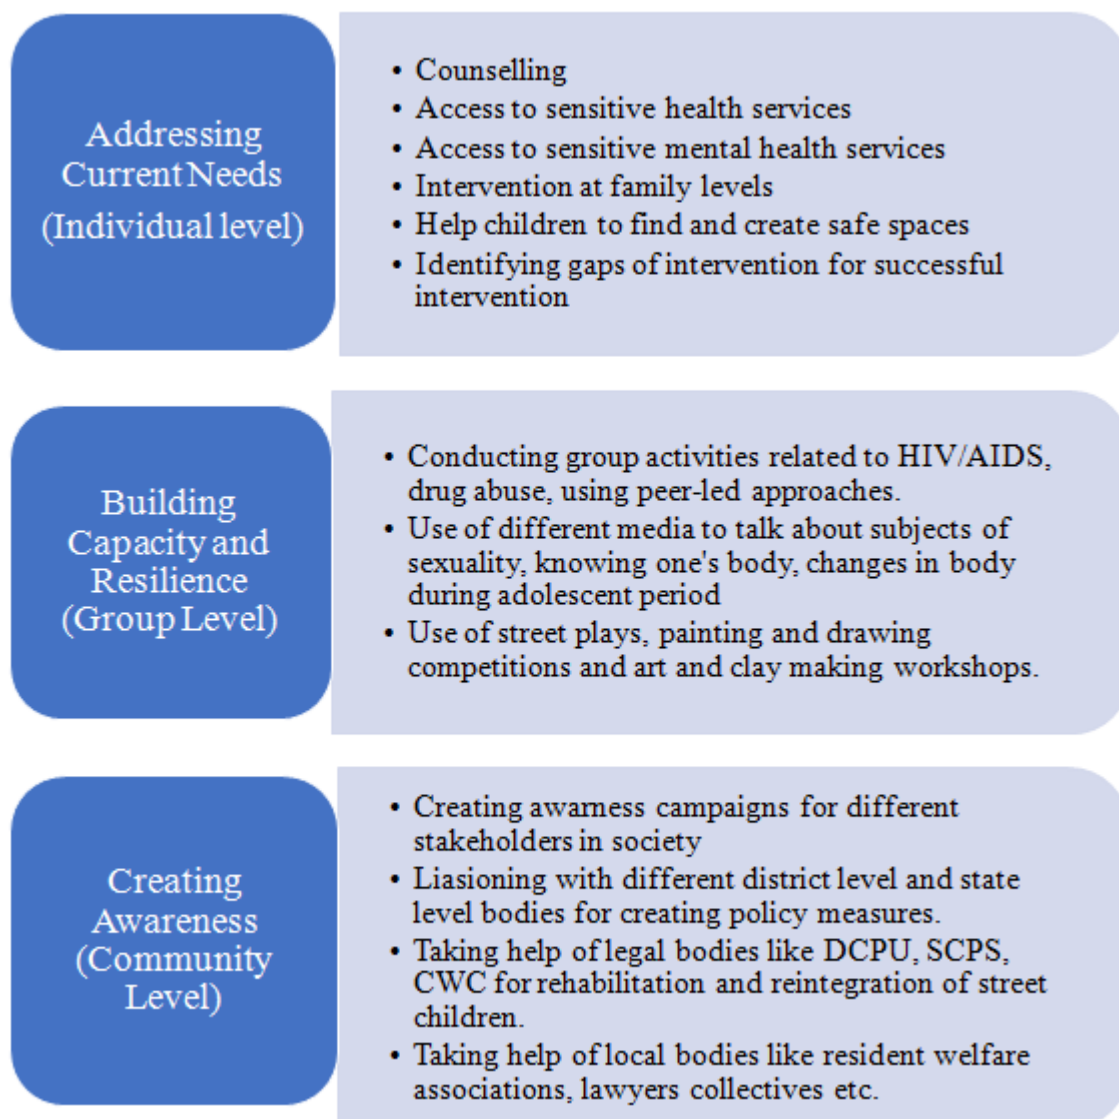 Addressing
Current Needs
(Individual level)
• Counselling
• Access to sensitive health services
• Access to sensitive mental health services
• Intervention at family levels
• Help children to find and create safe spaces
• Identifying gaps of intervention for successful
intervention
Building
Capacity and
Resilience
(Group Level)
• Conducting group activities related to HIV/AIDS,
drug abuse, using peer-led approaches.
• Use of different media to talk about subjects of
sexuality, knowing one's body, changes in body
during adolescent period
• Use of street plays, painting and drawing
competitions and art and clay making workshops.
Creating
Awareness
(Community
Level)
• Creating awarness campaigns for different
stakeholders in society
• Liasioning with different district level and state
level bodies for creating policy measures.
• Taking help of legal bodies like DCPU, SCPS,
CWC for rehabilitation and reintegration of street
children.
• Taking help of local bodies like resident welfare
associations, lawyers collectives etc.